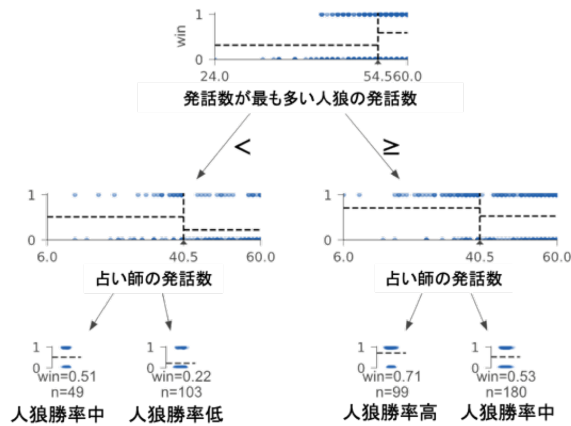 1
win
0
24.0 54.5 60.0
発話数が最も多い人狼の発話数
< ≥
1 1
0 0
6.0 40.5 60.0 6.0 40.5 60.0
占い師の発話数 占い師の発話数
1 1 1 1
0 0 0 0
win=0.51 win=0.22 win=0.71 win=0.53
n=49 n=103 n=99 n=180
人狼勝率中 人狼勝率低 人狼勝率高 人狼勝率中